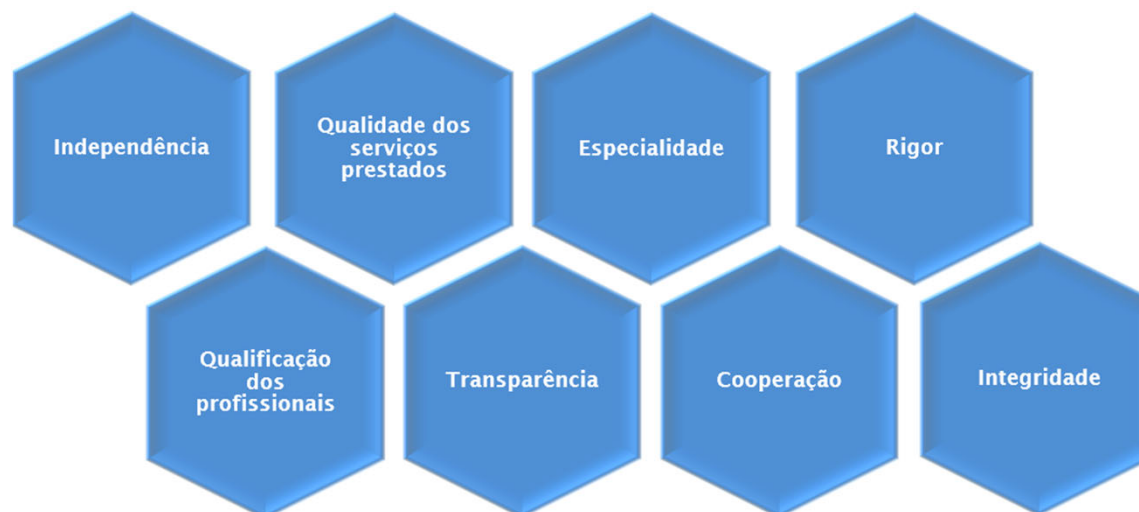 Independência
Qualidade dos
serviços
prestados
Especialidade
Rigor
Qualificação
dos
profissionais
Transparência
Cooperação
Integridade